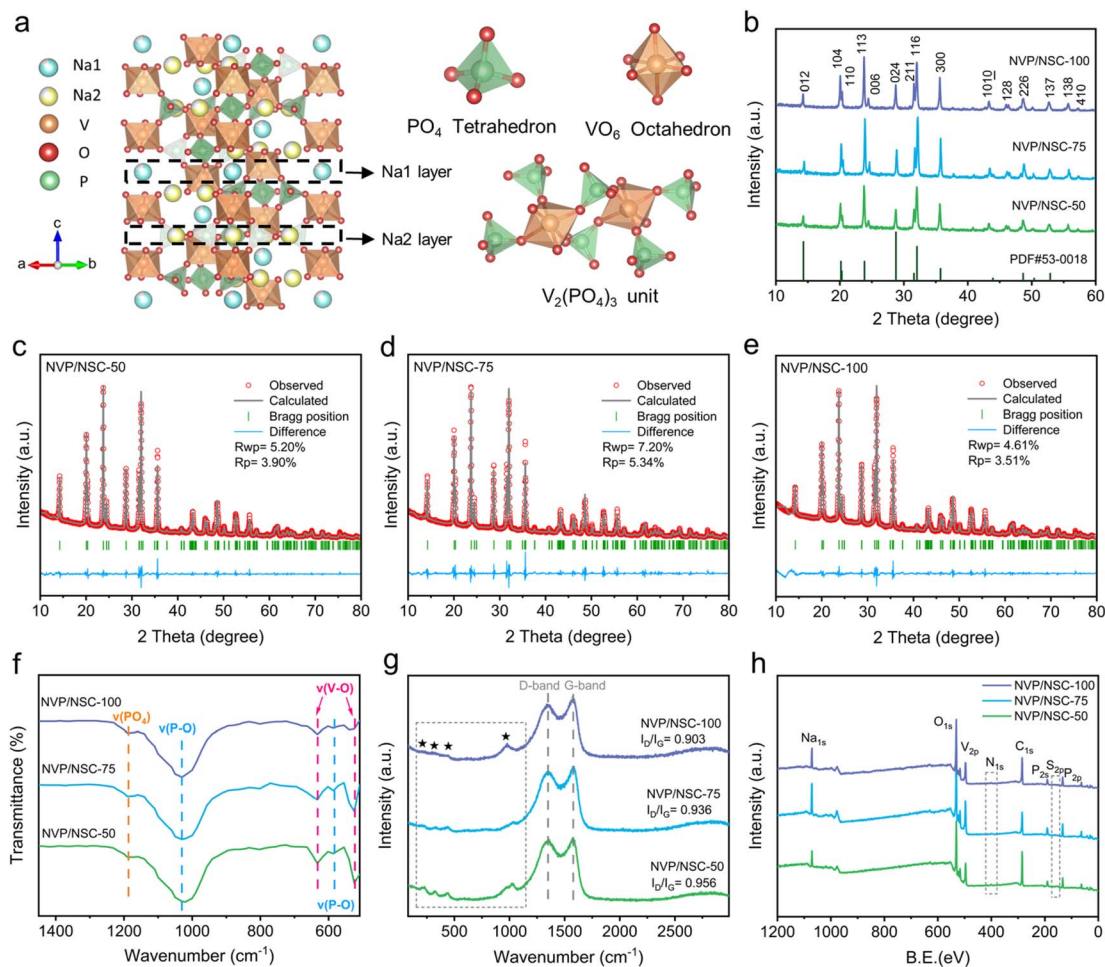 a
Na1
Na2
V
O
P
c
a
b
Na1 layer
Na2 layer
PO4 Tetrahedron
VO6 Octahedron
V2(PO4)3 unit
b
Intensity (a.u.)
012
104
110
113
006
024
211
116
300
1010
128
226
137
138
410
NVP/NSC-100
NVP/NSC-75
NVP/NSC-50
PDF#53-0018
10 20 30 40 50 60
2 Theta (degree)
c
NVP/NSC-50
Intensity (a.u.)
Observed
Calculated
Bragg position
Difference
Rwp= 5.20%
Rp= 3.90%
10 20 30 40 50 60 70 80
2 Theta (degree)
d
NVP/NSC-75
Intensity (a.u.)
Observed
Calculated
Bragg position
Difference
Rwp= 7.20%
Rp= 5.34%
10 20 30 40 50 60 70 80
2 Theta (degree)
e
NVP/NSC-100
Intensity (a.u.)
Observed
Calculated
Bragg position
Difference
Rwp= 4.61%
Rp= 3.51%
10 20 30 40 50 60 70 80
2 Theta (degree)
f
Transmittance (%)
NVP/NSC-100
v(PO4)
v(P-O)
v(V-O)
NVP/NSC-75
NVP/NSC-50
v(P-O)
1400 1200 1000 800 600
Wavenumber (cm-1)
g
Intensity (a.u.)
D-band
G-band
★ ★ ★ ★
NVP/NSC-100
ID/IG= 0.903
NVP/NSC-75
ID/IG= 0.936
NVP/NSC-50
ID/IG= 0.956
500 1000 1500 2000 2500
Wavenumber (cm-1)
h
Intensity (a.u.)
NVP/NSC-100
NVP/NSC-75
NVP/NSC-50
Na1s
O1s
V2p
N1s
C1s
P2s
S2p
P2p
1200 1000 800 600 400 200 0
B.E.(eV)